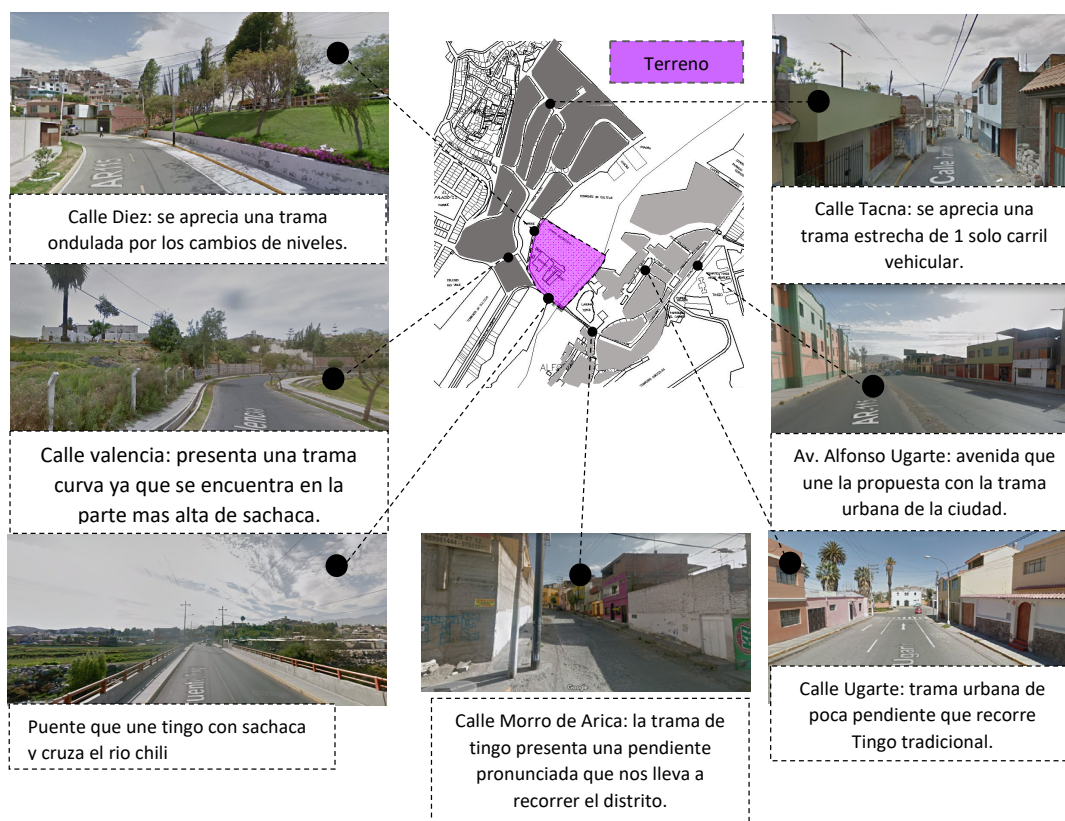 Terreno
AR-115
Calle Diez: se aprecia una trama
ondulada por los cambios de niveles.
Calle
Calle Tacna: se aprecia una
trama estrecha de 1 solo carril
vehicular.
Calle valencia: presenta una trama
curva ya que se encuentra en la
parte mas alta de sachaca.
Av. Alfonso Ugarte: avenida que
une la propuesta con la trama
urbana de la ciudad.
Puente que une tingo con sachaca
y cruza el rio chili
Google
Calle Morro de Arica: la trama de
tingo presenta una pendiente
pronunciada que nos lleva a
recorrer el distrito.
Ugar
Calle Ugarte: trama urbana de
poca pendiente que recorre
Tingo tradicional.